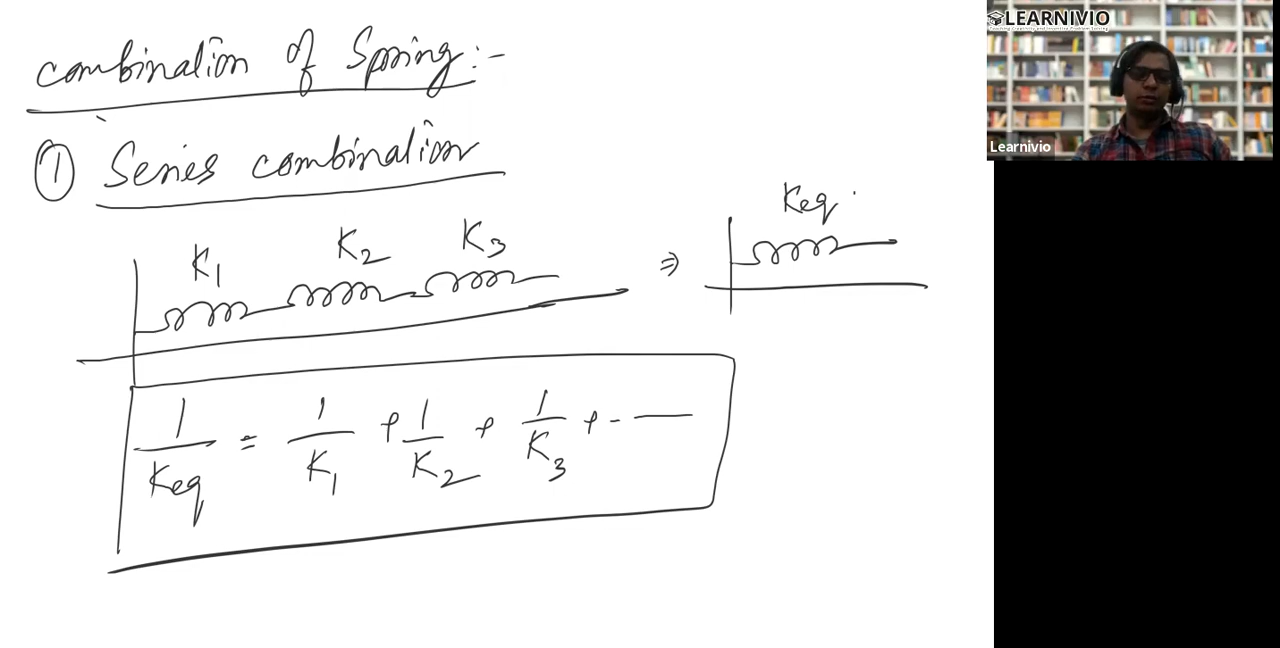 combination of Spring:-
① Series combination
K1 K2 K3 ⇒ Keq.
1/Keq = 1/K1 + 1/K2 + 1/K3 + - —
LEARNIVIO
Learnivio